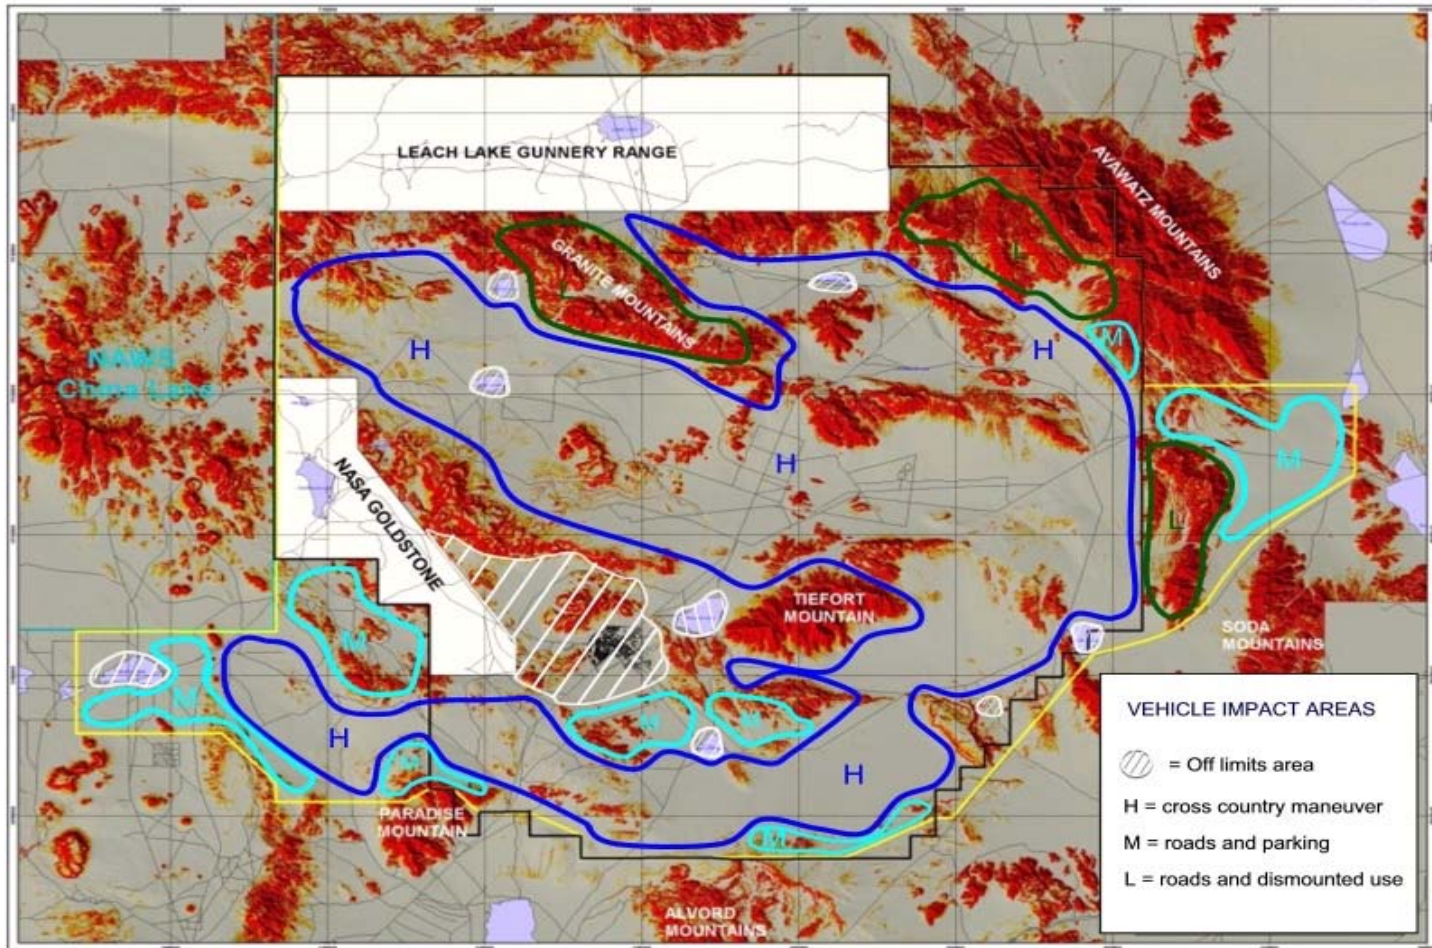 LEACH LAKE GUNNERY RANGE
AVAWATZ MOUNTAINS
GRANITE MOUNTAINS
L
L
H
H
M
NAWS
China Lake
H
M
NASA GOLDSTONE
L
TIEFORT
MOUNTAIN
SODA
MOUNTAINS
M
M
M
M
H
M
H
PARADISE
MOUNTAIN
M
ALVORD
MOUNTAINS
VEHICLE IMPACT AREAS
= Off limits area
H = cross country maneuver
M = roads and parking
L = roads and dismounted use